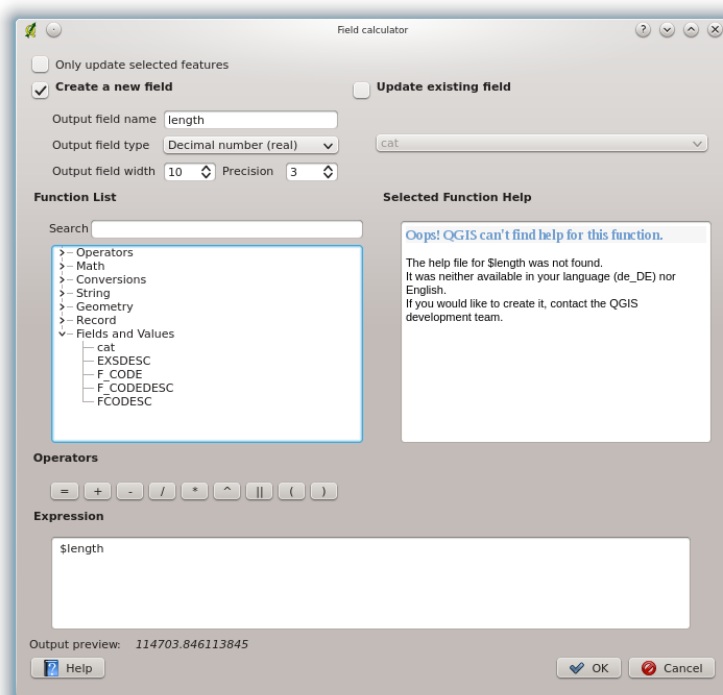 Field calculator
Only update selected features
Create a new field
Update existing field
Output field name length
Output field type Decimal number (real)
cat
Output field width 10 Precision 3
Function List
Selected Function Help
Search
Operators
Math
Conversions
String
Geometry
Record
Fields and Values
cat
EXSDESC
F_CODE
F_CODEDESC
FCODESC
Oops! QGIS can't find help for this function.
The help file for $length was not found.
It was neither available in your language (de_DE) nor
English.
If you would like to create it, contact the QGIS
development team.
Operators
= + - / * ^ || ( )
Expression
$length
Output preview: 114703.846113845
Help
OK
Cancel